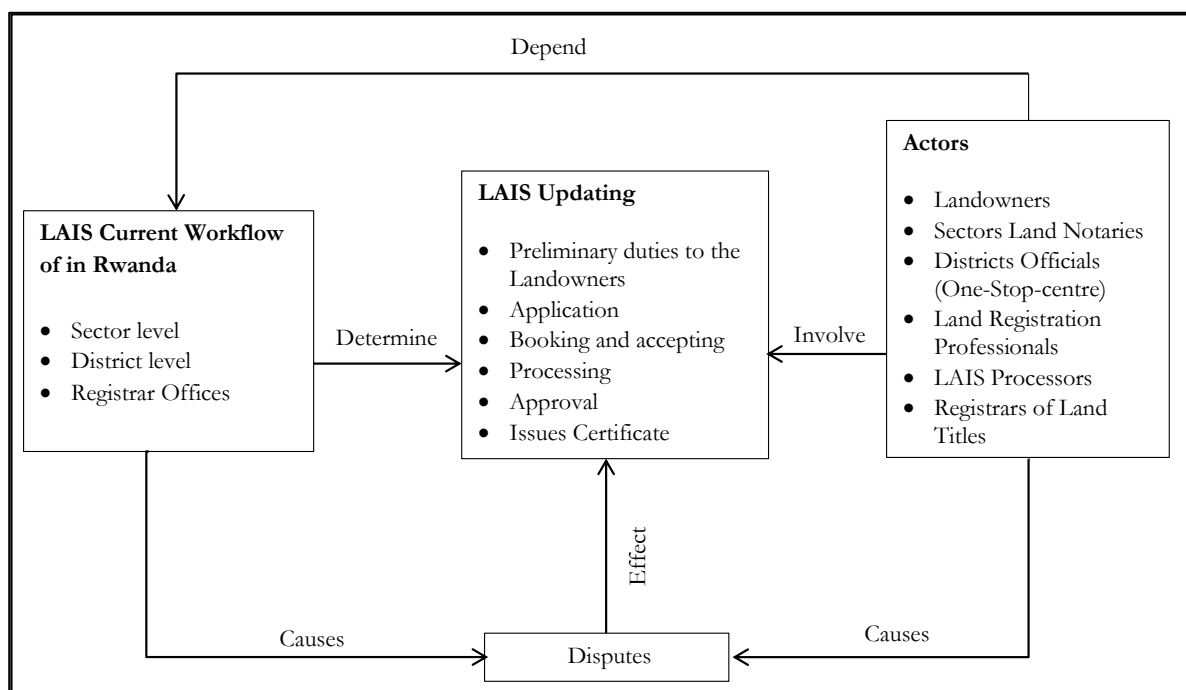 Depend
Actors
• Landowners
• Sectors Land Notaries
• Districts Officials
(One-Stop-centre)
• Land Registration
Professionals
• LAIS Processors
• Registrars of Land
Titles
LAIS Updating
• Preliminary duties to the
Landowners
• Application
• Booking and accepting
• Processing
• Approval
• Issues Certificate
LAIS Current Workflow
of in Rwanda
• Sector level
• District level
• Registrar Offices
Determine
Involve
Effect
Causes
Disputes
Causes